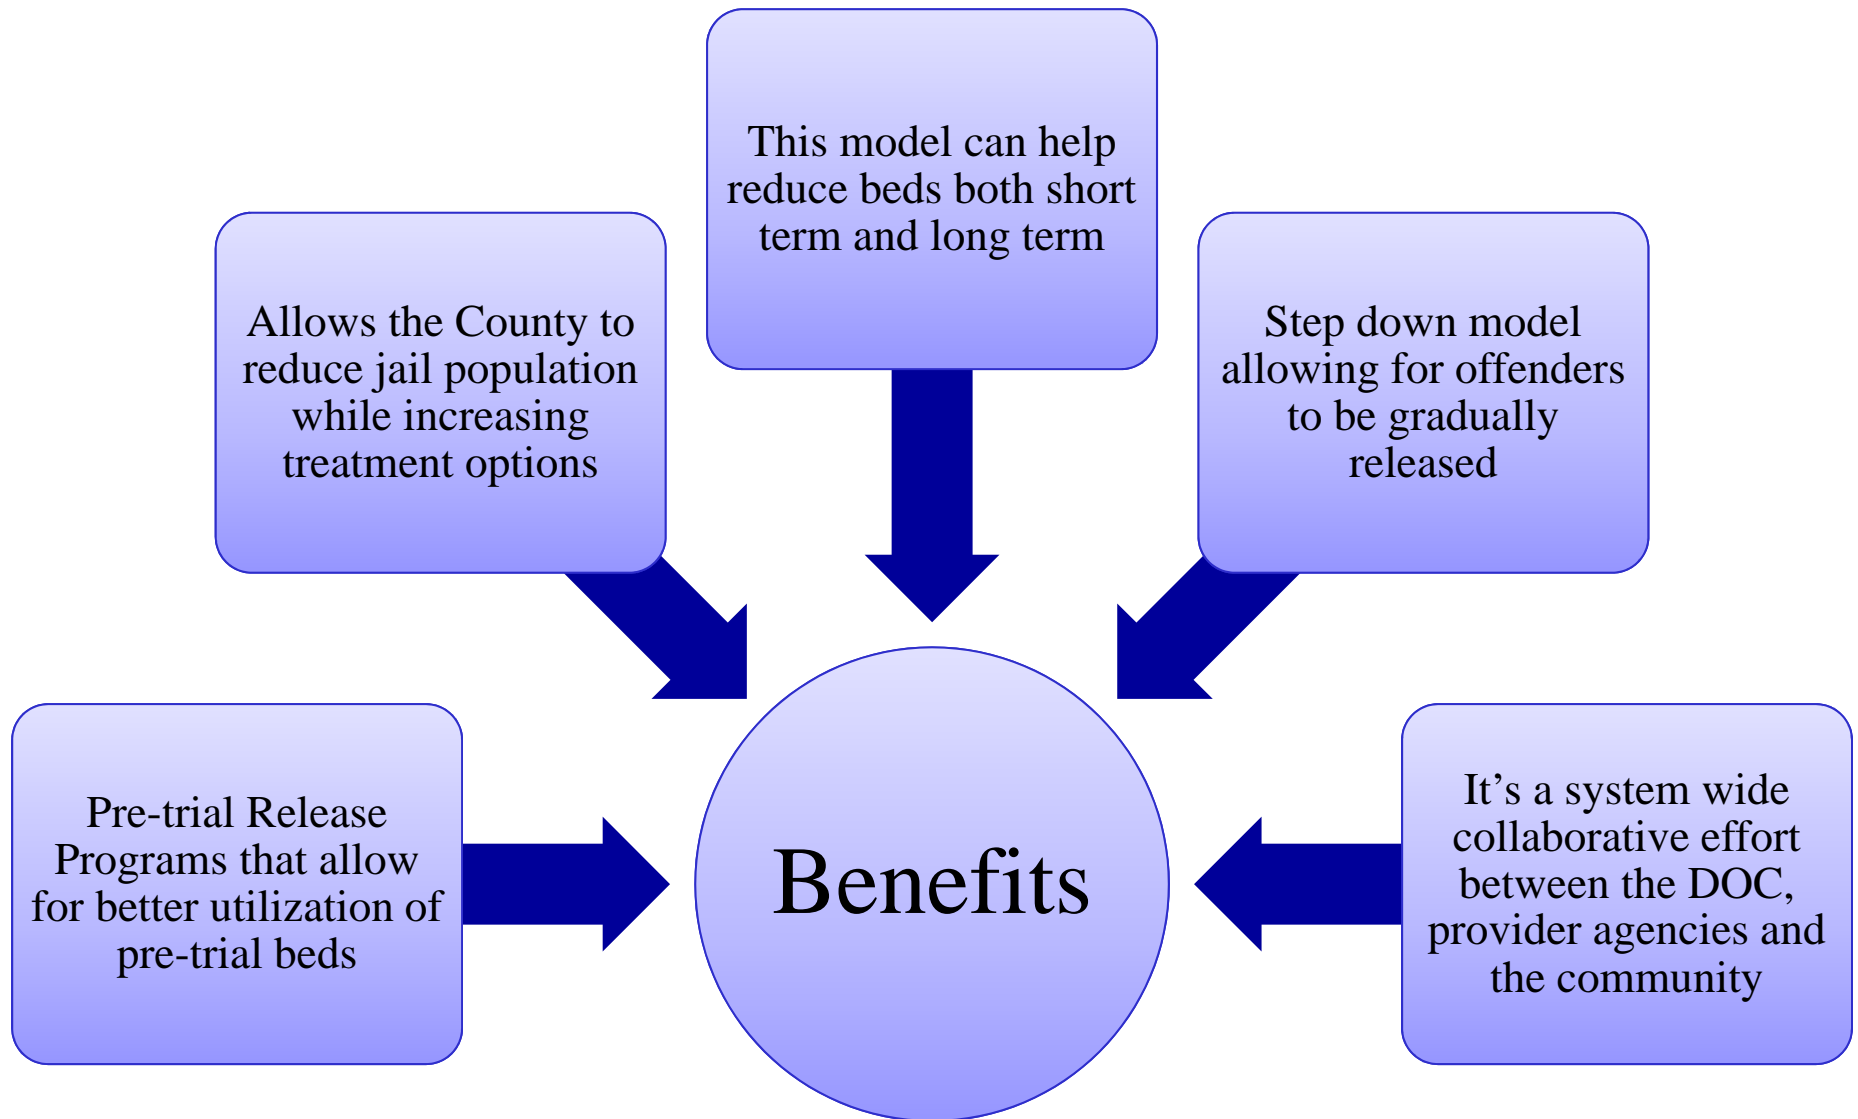 This model can help
reduce beds both short
term and long term
Allows the County to
reduce jail population
while increasing
treatment options
Step down model
allowing for offenders
to be gradually
released
Pre-trial Release
Programs that allow
for better utilization of
pre-trial beds
Benefits
It’s a system wide
collaborative effort
between the DOC,
provider agencies and
the community